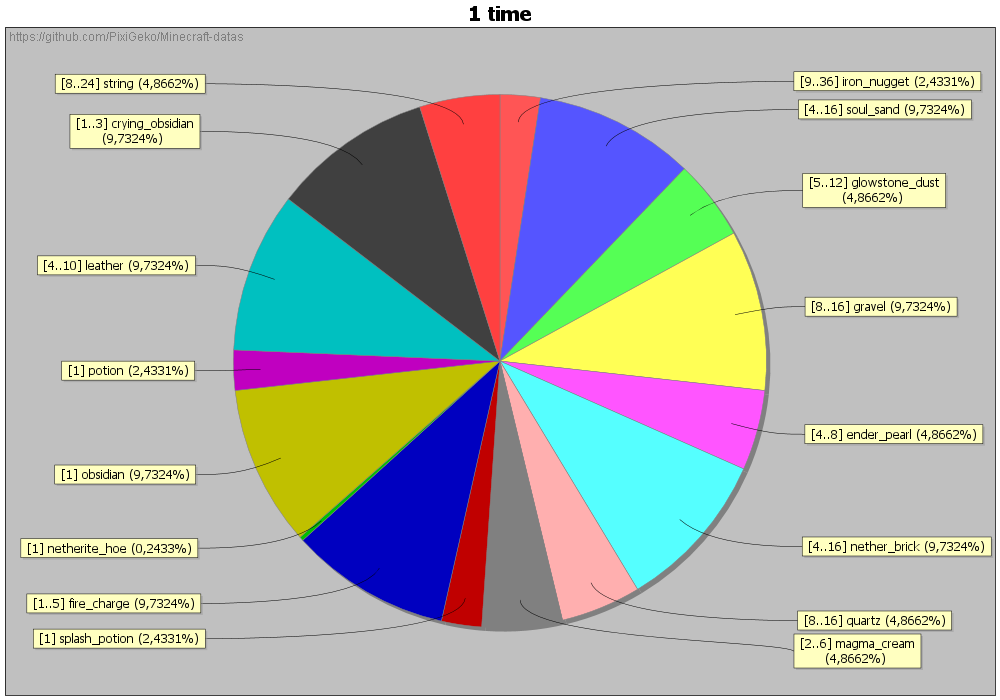 1 time
https://github.com/PixiGeko/Minecraft-datas
[8..24] string (4,8662%)
[9..36] iron_nugget (2,4331%)
[4..16] soul_sand (9,7324%)
[1..3] crying_obsidian
(9,7324%)
[5..12] glowstone_dust
(4,8662%)
[4..10] leather (9,7324%)
[8..16] gravel (9,7324%)
[1] potion (2,4331%)
[4..8] ender_pearl (4,8662%)
[1] obsidian (9,7324%)
[1] netherite_hoe (0,2433%)
[4..16] nether_brick (9,7324%)
[1..5] fire_charge (9,7324%)
[8..16] quartz (4,8662%)
[1] splash_potion (2,4331%)
[2..6] magma_cream
(4,8662%)